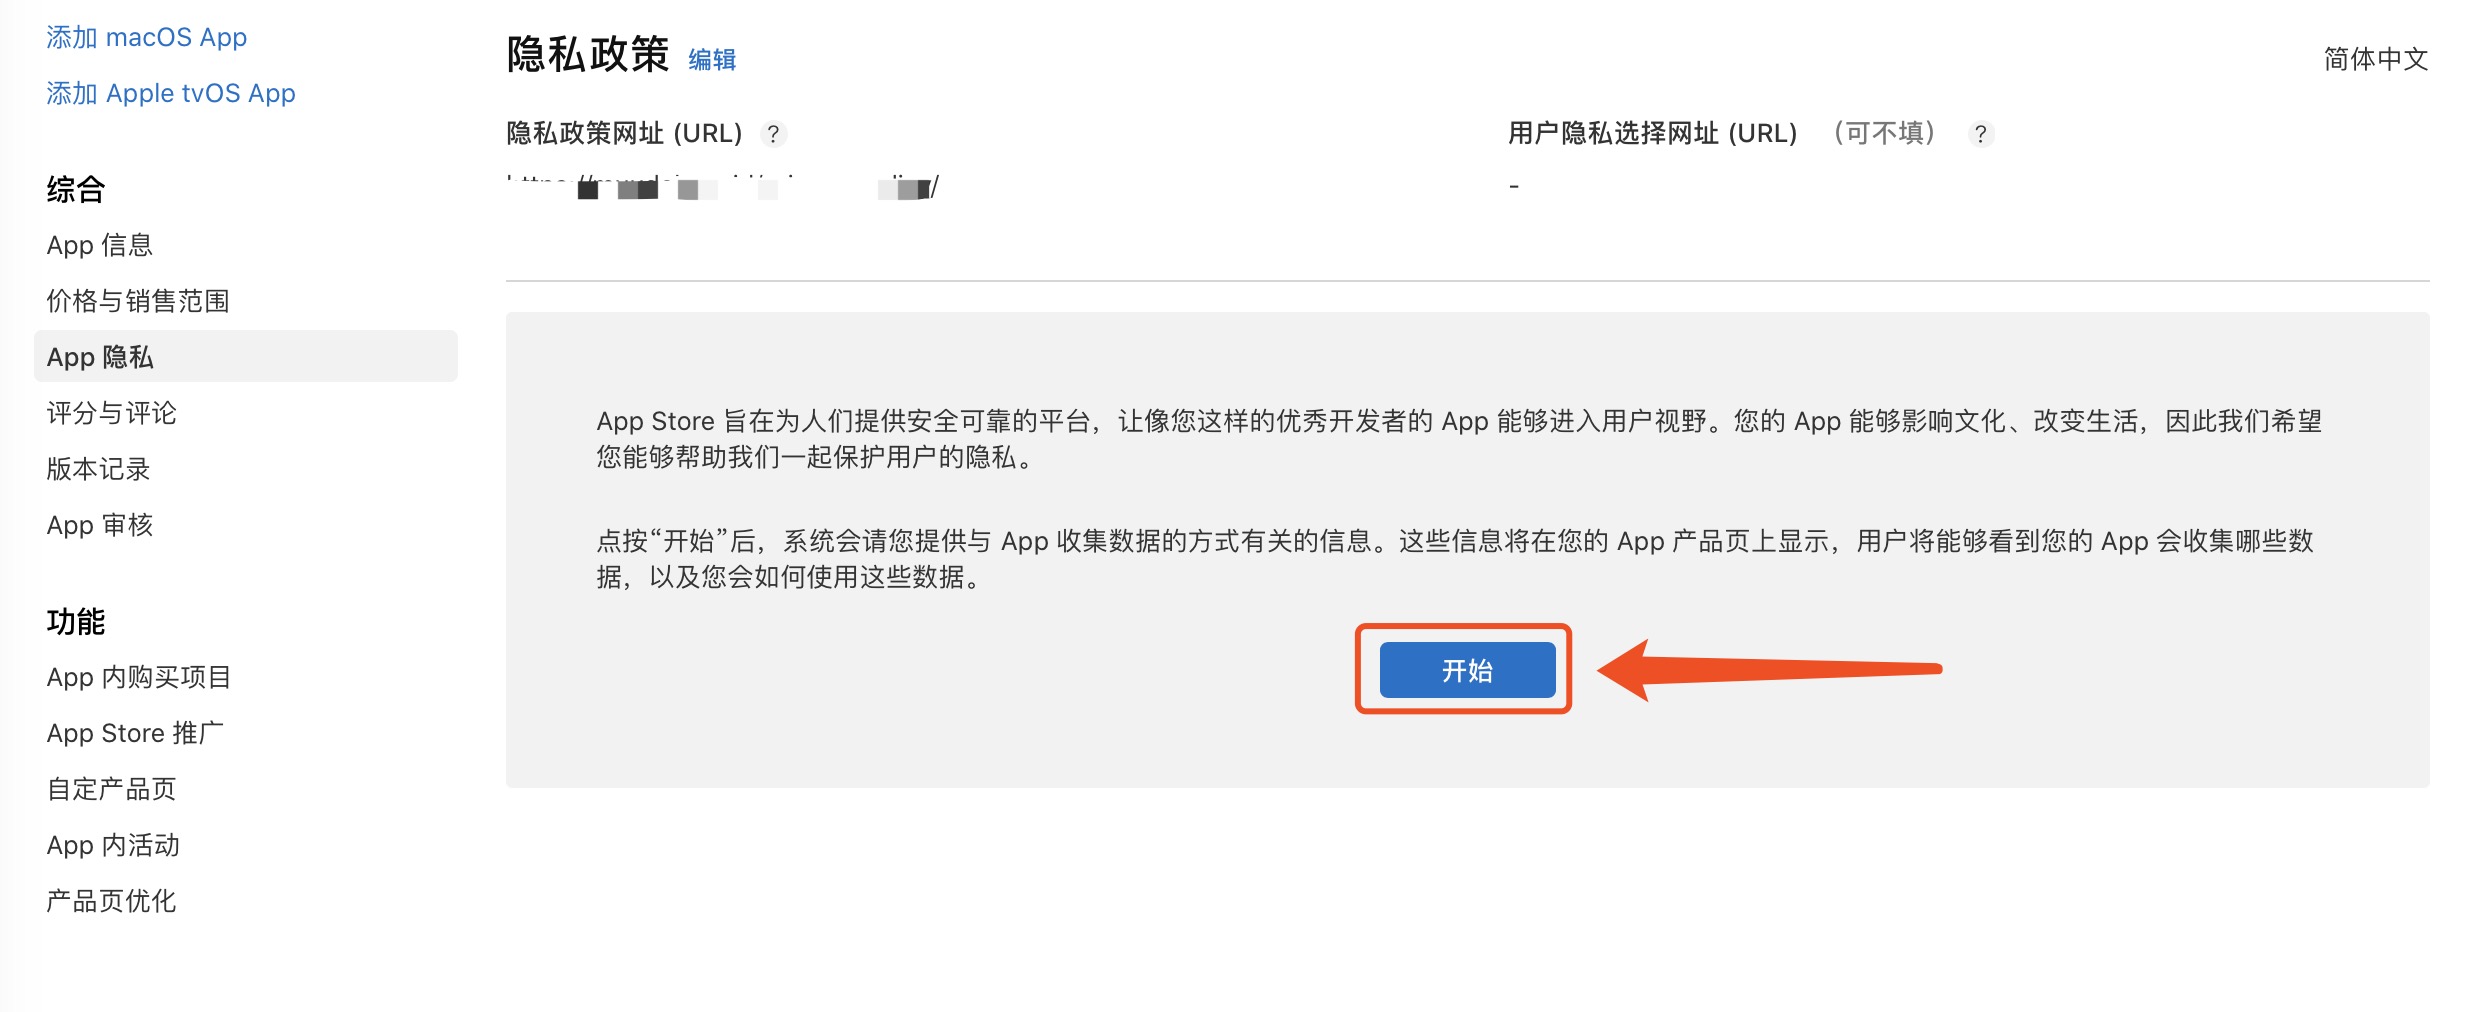 添加 macOS App
添加 Apple tvOS App
综合
App 信息
价格与销售范围
App 隐私
评分与评论
版本记录
App 审核
功能
App 内购买项目
App Store 推广
自定产品页
App 内活动
产品页优化
隐私政策 编辑
简体中文
隐私政策网址 (URL) ?
用户隐私选择网址 (URL) （可不填） ?
-
App Store 旨在为人们提供安全可靠的平台，让像您这样的优秀开发者的 App 能够进入用户视野。您的 App 能够影响文化、改变生活，因此我们希望
您能够帮助我们一起保护用户的隐私。
点按“开始”后，系统会请您提供与 App 收集数据的方式有关的信息。这些信息将在您的 App 产品页上显示，用户将能够看到您的 App 会收集哪些数
据，以及您会如何使用这些数据。
开始